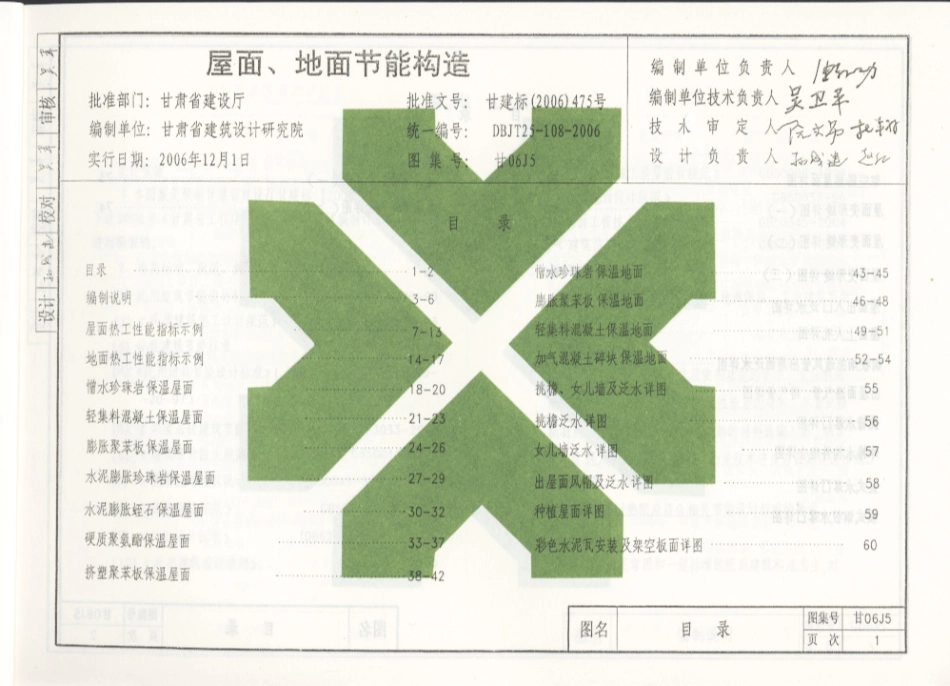 屋面、地面节能构造
批准部门：甘肃省建设厅
编制单位：甘肃省建筑设计研究院
实行日期：2006年12月1日
批准文号：甘建标(2006)475号
统一编号：DBJT25-108-2006
图集号：甘06J5
编制单位负责人
编制单位技术负责人 吴卫平
技术审定人
设计负责人
审核
校对
设计
目录
目录 1-2
编制说明 3-6
屋面热工性能指标示例 7-13
地面热工性能指标示例 14-17
憎水珍珠岩保温屋面 18-20
轻集料混凝土保温屋面 21-23
膨胀聚苯板保温屋面 24-26
水泥膨胀珍珠岩保温屋面 27-29
水泥膨胀蛭石保温屋面 30-32
硬质聚氨酯保温屋面 33-37
挤塑聚苯板保温屋面 38-42
憎水珍珠岩保温地面 43-45
膨胀聚苯板保温地面 46-48
轻集料混凝土保温地面 49-51
加气混凝土碎块保温地面 52-54
挑檐、女儿墙及泛水详图 55
挑檐泛水详图 56
女儿墙泛水详图 57
出屋面风帽及泛水详图 58
种植屋面详图 59
彩色水泥瓦安装及架空板面详图 60
图名 目录 图集号 甘06J5
页次 1